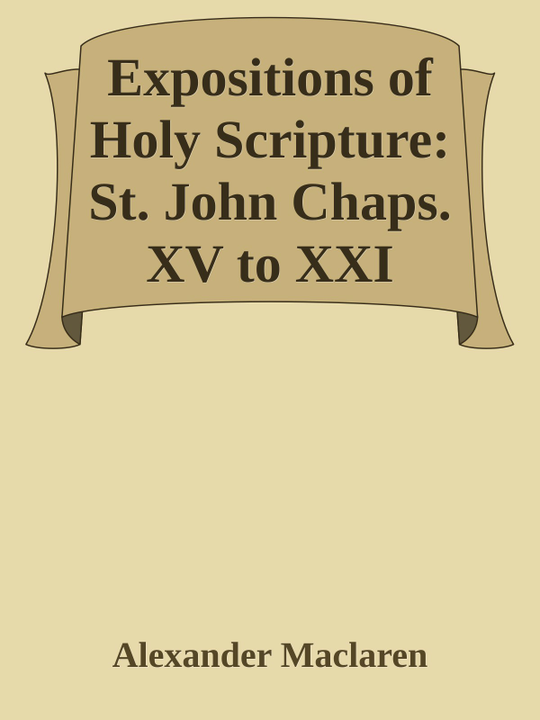 Expositions of
Holy Scripture:
St. John Chaps.
XV to XXI
Alexander Maclaren